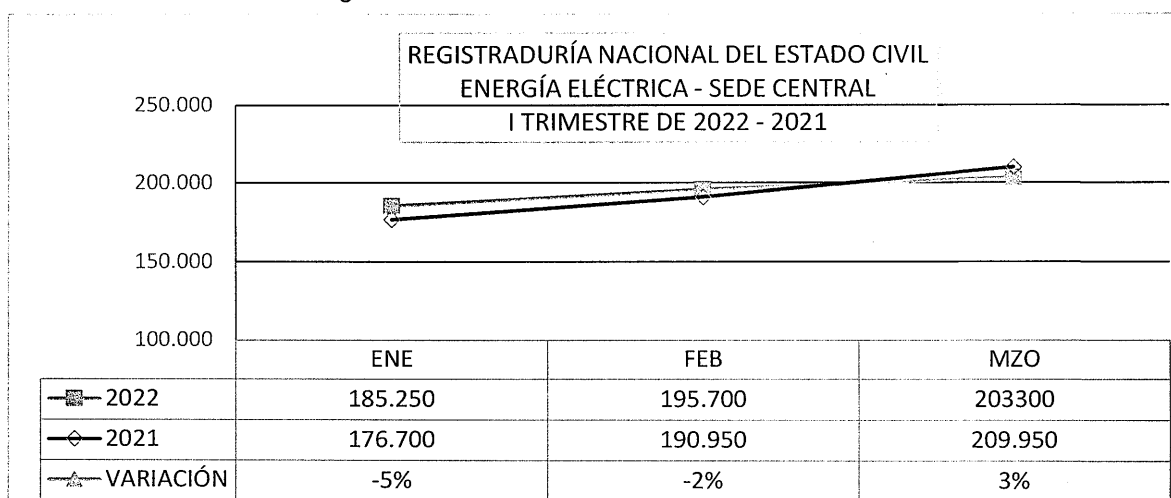 REGISTRADURÍA NACIONAL DEL ESTADO CIVIL
ENERGÍA ELÉCTRICA - SEDE CENTRAL
I TRIMESTRE DE 2022 - 2021
250.000
200.000
150.000
100.000
ENE FEB MZO
2022 185.250 195.700 203300
2021 176.700 190.950 209.950
VARIACIÓN -5% -2% 3%